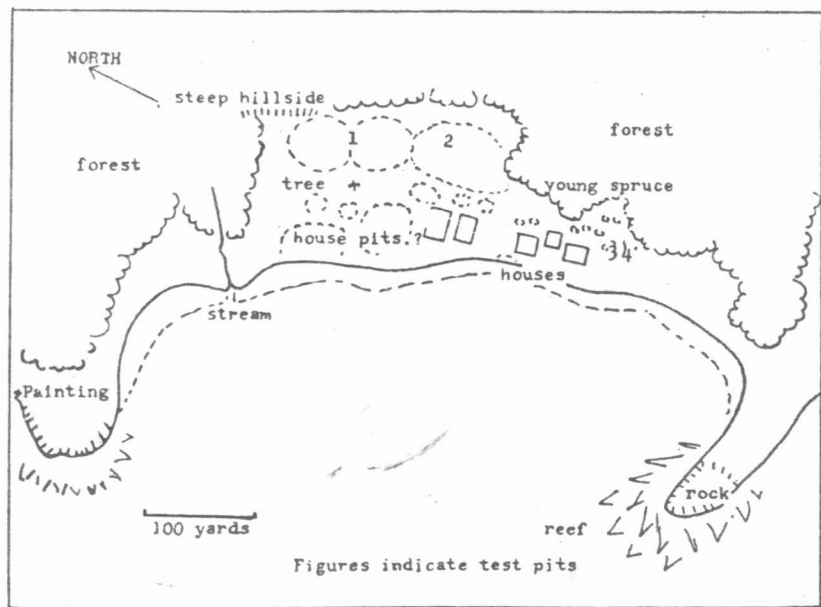 NORTH
steep hillside
forest
forest
1
2
tree +
young spruce
house pits.?
34
houses
stream
Painting
rock
100 yards
reef
Figures indicate test pits